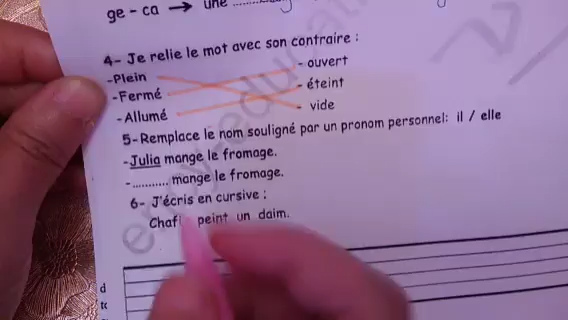 ge - ca → une ..........
4- Je relie le mot avec son contraire :
-Plein - ouvert
-Fermé - éteint
-Allumé - vide
5-Remplace le nom souligné par un pronom personnel: il / elle
-Julia mange le fromage.
-........... mange le fromage.
6- J'écris en cursive :
peint un daim.